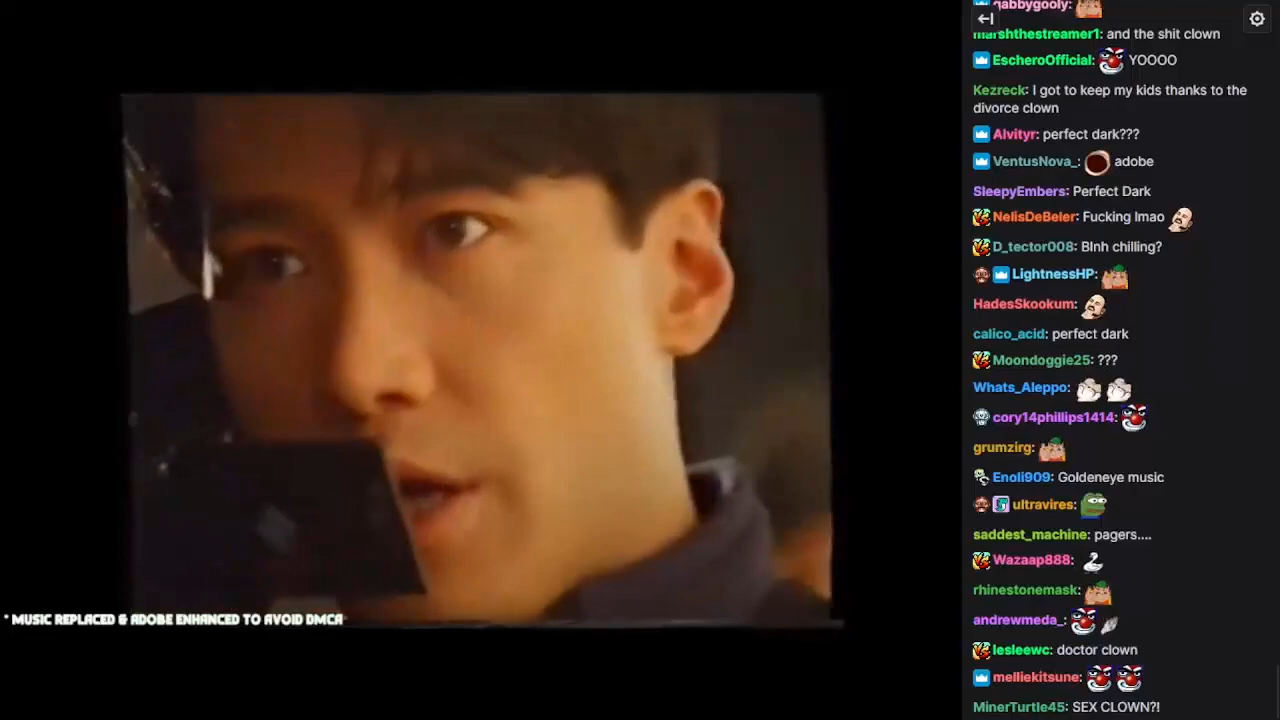 gabbygooly:
marshthestreamer1: and the shit clown
EscheroOfficial: YOOOO
Kezreck: I got to keep my kids thanks to the
divorce clown
Alvityr: perfect dark???
VentusNova_: adobe
SleepyEmbers: Perfect Dark
NelisDeBeler: Fucking lmao
D_tector008: BInh chilling?
LightnessHP:
HadesSkookum:
calico_acid: perfect dark
Moondoggie25: ???
Whats_Aleppo:
cory14phillips1414:
grumzirg:
Enoli909: Goldeneye music
ultravires:
saddest_machine: pagers....
Wazaap888:
rhinestonemask:
andrewmeda_:
lesleewc: doctor clown
melliekitsune:
MinerTurtle45: SEX CLOWN?!
* MUSIC REPLACED & ADOBE ENHANCED TO AVOID DMCA